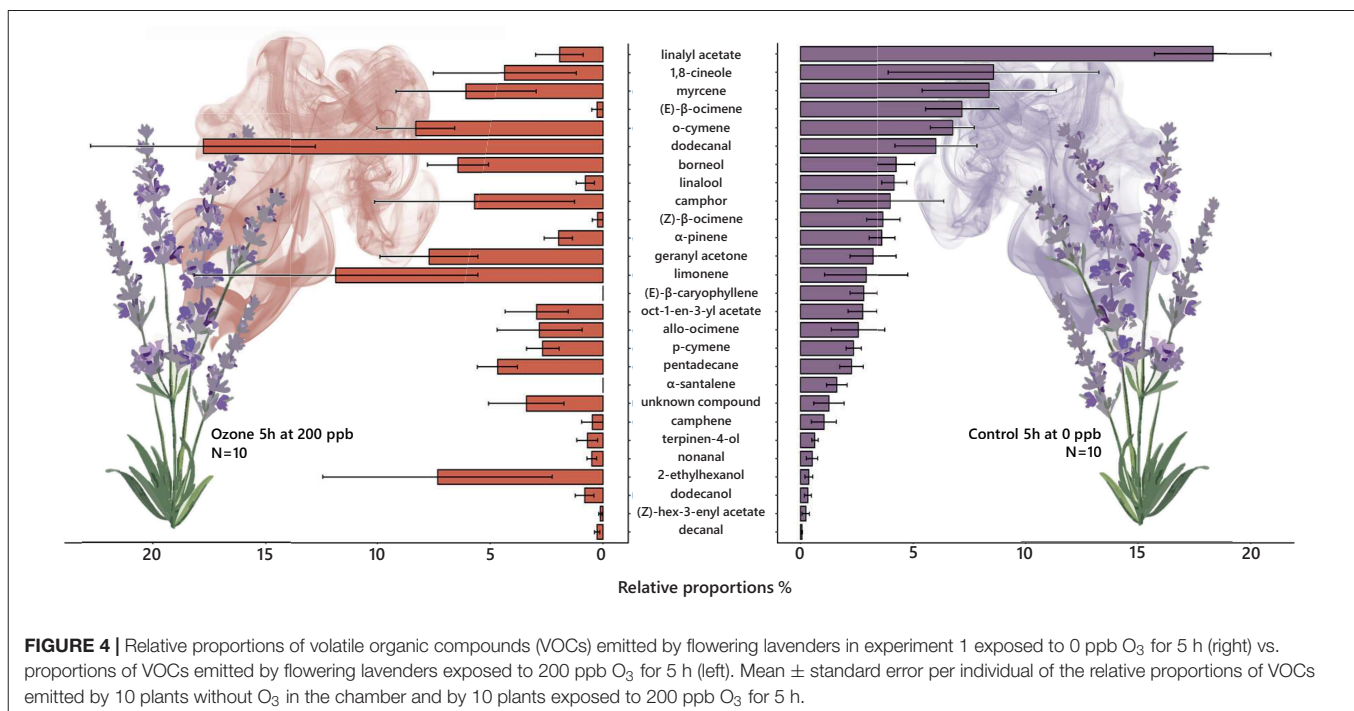 linalyl acetate
1,8-cineole
myrcene
(E)-β-ocimene
o-cymene
dodecanal
borneol
linalool
camphor
(Z)-β-ocimene
α-pinene
geranyl acetone
limonene
(E)-β-caryophyllene
oct-1-en-3-yl acetate
allo-ocimene
p-cymene
pentadecane
α-santalene
unknown compound
camphene
terpinen-4-ol
nonanal
2-ethylhexanol
dodecanol
(Z)-hex-3-enyl acetate
decanal
Ozone 5h at 200 ppb
N=10
Control 5h at 0 ppb
N=10
20 15 10 5 0 0 5 10 15 20
Relative proportions %
FIGURE 4 | Relative proportions of volatile organic compounds (VOCs) emitted by flowering lavenders in experiment 1 exposed to 0 ppb O₃ for 5 h (right) vs.
proportions of VOCs emitted by flowering lavenders exposed to 200 ppb O₃ for 5 h (left). Mean ± standard error per individual of the relative proportions of VOCs
emitted by 10 plants without O₃ in the chamber and by 10 plants exposed to 200 ppb O₃ for 5 h.